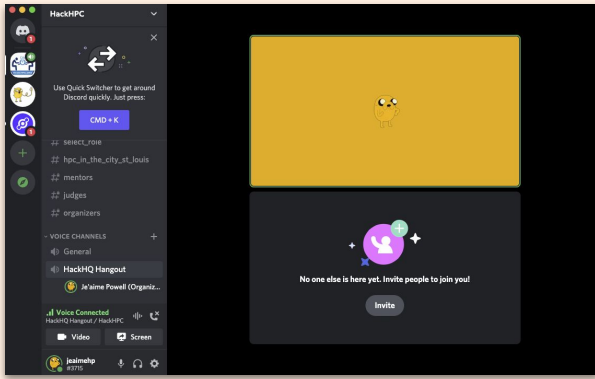 HackHPC
Use Quick Switcher to get around
Discord quickly. Just press:
CMD + K
select_role
hpc_in_the_city_st_louis
mentors
judges
organizers
VOICE CHANNELS
General
HackHQ Hangout
Je'aime Powell (Organiz...
Voice Connected
HackHQ Hangout / HackHPC
Video
Screen
jeaimehp
#3715
1
1
No one else is here yet. Invite people to join you!
Invite